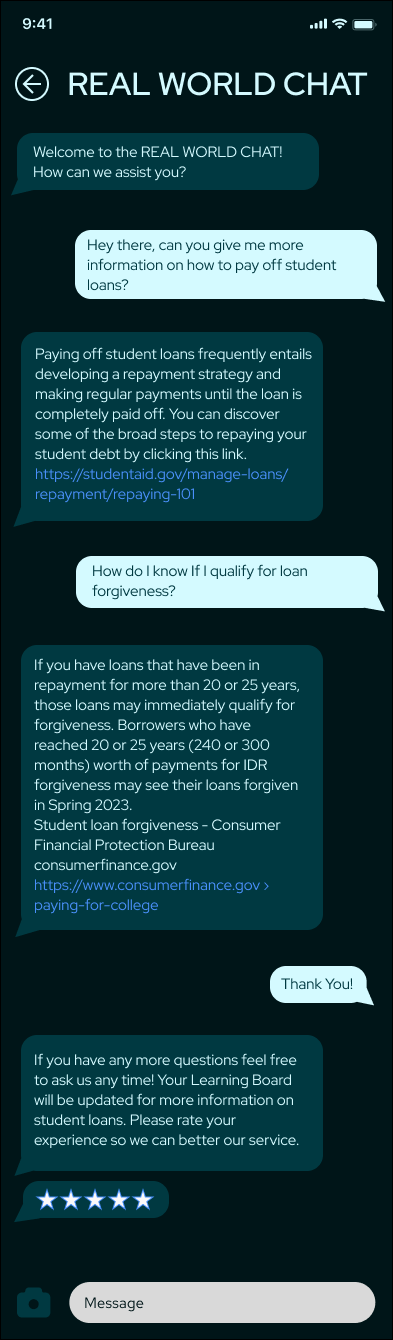 9:41
REAL WORLD CHAT
Welcome to the REAL WORLD CHAT!
How can we assist you?
Hey there, can you give me more
information on how to pay off student
loans?
Paying off student loans frequently entails
developing a repayment strategy and
making regular payments until the loan is
completely paid off. You can discover
some of the broad steps to repaying your
student debt by clicking this link.
https://studentaid.gov/manage-loans/
repayment/repaying-101
How do I know If I qualify for loan
forgiveness?
If you have loans that have been in
repayment for more than 20 or 25 years,
those loans may immediately qualify for
forgiveness. Borrowers who have
reached 20 or 25 years (240 or 300
months) worth of payments for IDR
forgiveness may see their loans forgiven
in Spring 2023.
Student loan forgiveness - Consumer
Financial Protection Bureau
consumerfinance.gov
https://www.consumerfinance.gov ›
paying-for-college
Thank You!
If you have any more questions feel free
to ask us any time! Your Learning Board
will be updated for more information on
student loans. Please rate your
experience so we can better our service.
Message